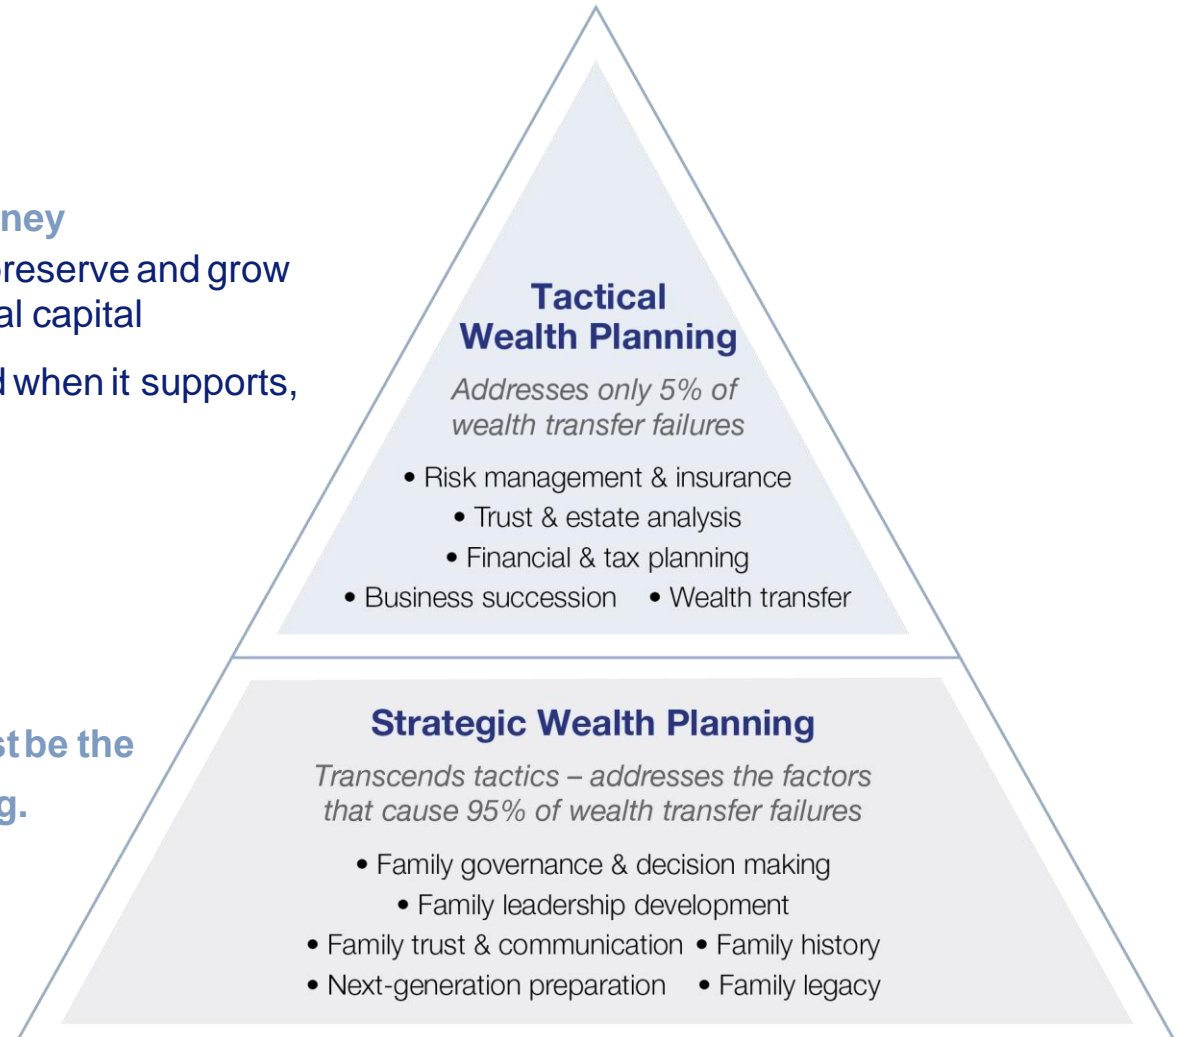 ney
preserve and grow
al capital
d when it supports,
st be the
g.
Tactical
Wealth Planning
Addresses only 5% of
wealth transfer failures
• Risk management & insurance
• Trust & estate analysis
• Financial & tax planning
• Business succession • Wealth transfer
Strategic Wealth Planning
Transcends tactics – addresses the factors
that cause 95% of wealth transfer failures
• Family governance & decision making
• Family leadership development
• Family trust & communication • Family history
• Next-generation preparation • Family legacy